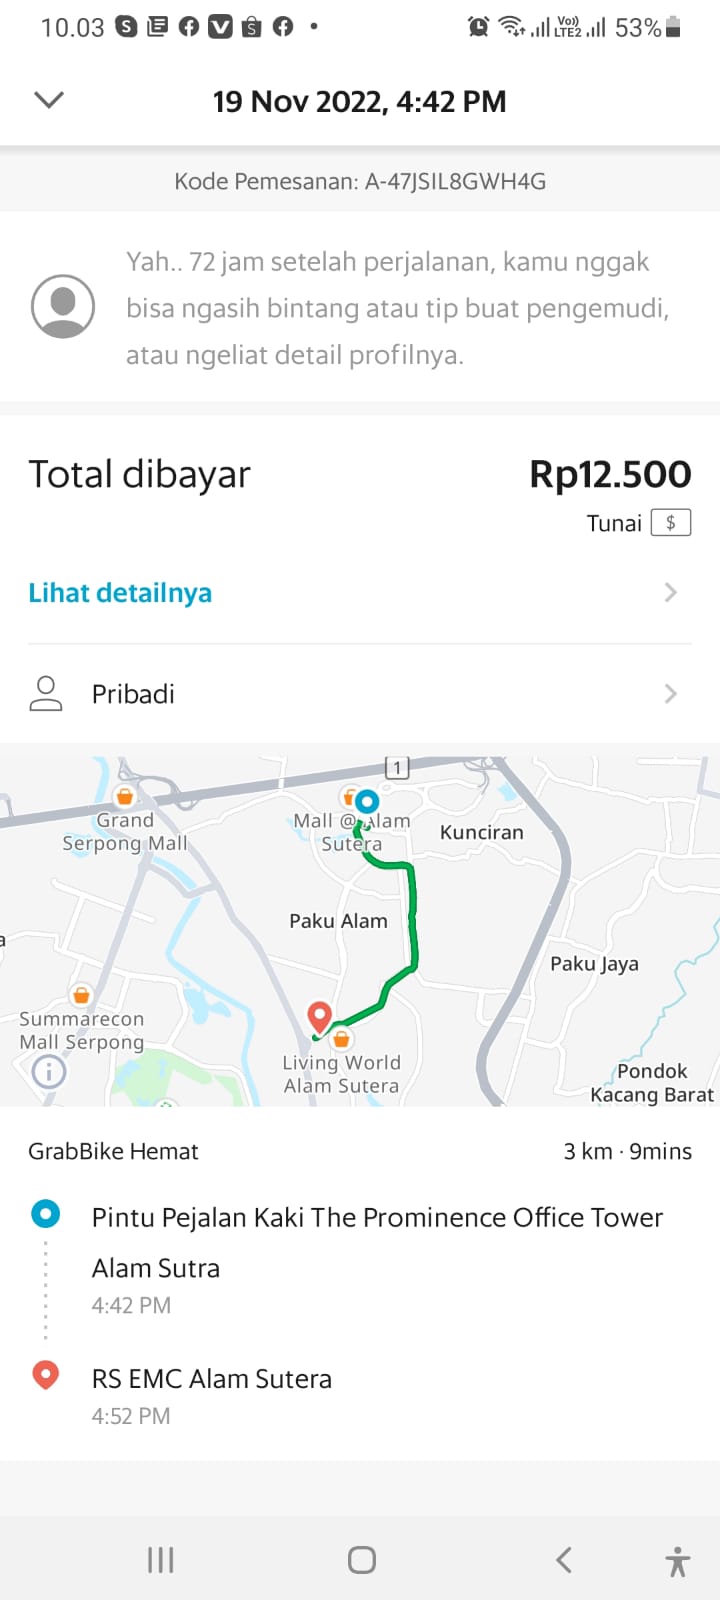 10.03
Vo))
LTE2
53%
19 Nov 2022, 4:42 PM
Kode Pemesanan: A-47JSIL8GWH4G
Yah.. 72 jam setelah perjalanan, kamu nggak
bisa ngasih bintang atau tip buat pengemudi,
atau ngeliat detail profilnya.
Total dibayar
Rp12.500
Tunai $
Lihat detailnya
Pribadi
1
Grand
Serpong Mall
Mall @ Alam
Sutera
Kunciran
Paku Alam
a
Paku Jaya
Summarecon
Mall Serpong
Living World
Alam Sutera
Pondok
Kacang Barat
GrabBike Hemat
3 km · 9mins
Pintu Pejalan Kaki The Prominence Office Tower
Alam Sutra
4:42 PM
RS EMC Alam Sutera
4:52 PM